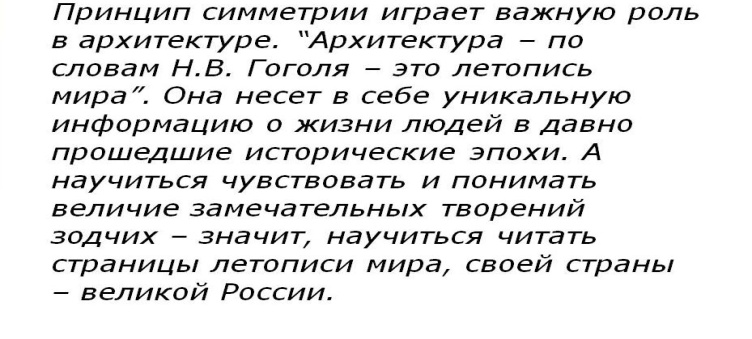 Принцип симметрии играет важную роль
в архитектуре. “Архитектура – по
словам Н.В. Гоголя – это летопись
мира”. Она несет в себе уникальную
информацию о жизни людей в давно
прошедшие исторические эпохи. А
научиться чувствовать и понимать
величие замечательных творений
зодчих – значит, научиться читать
страницы летописи мира, своей страны
– великой России.